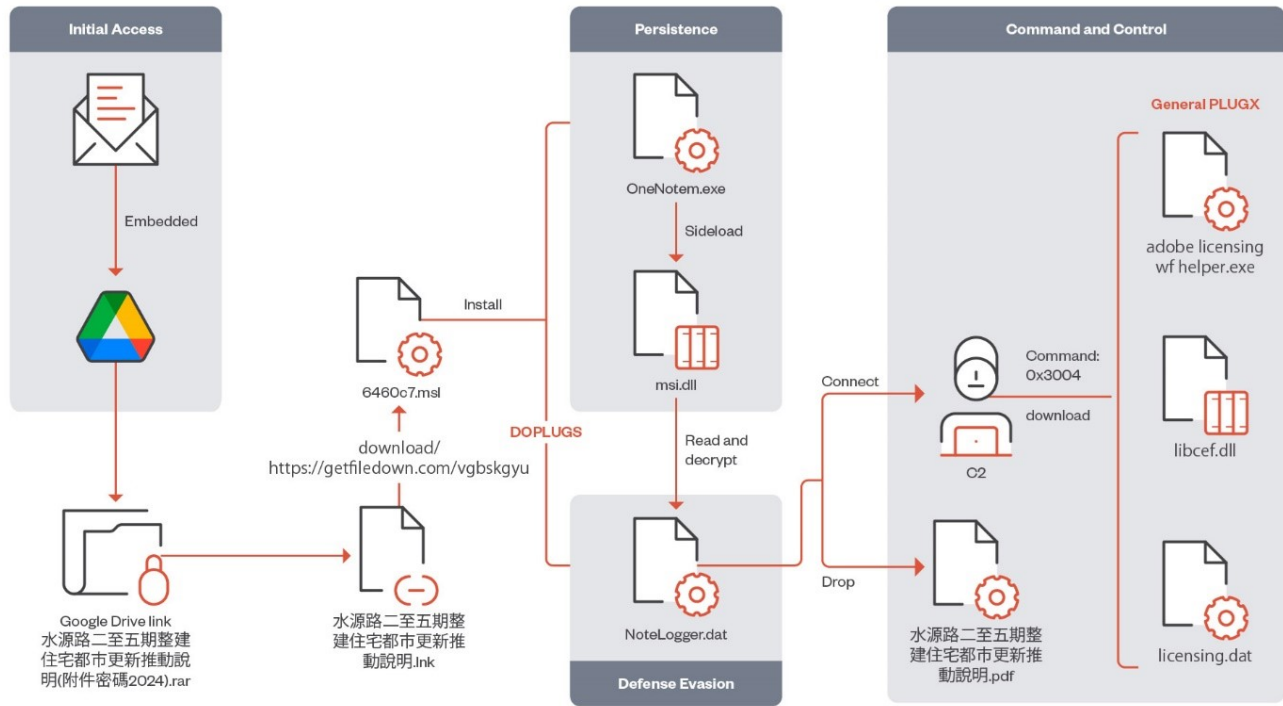 Initial Access
Embedded
Google Drive link
水源路二至五期整建
住宅都市更新推動說
明(附件密碼2024).rar
水源路二至五期整
建住宅都市更新推
動說明.lnk
download/
https://getfiledown.com/vgbskgyu
6460c7.msl
Install
DOPLUGS
Persistence
OneNotem.exe
Sideload
msi.dll
Read and
decrypt
NoteLogger.dat
Defense Evasion
Command and Control
Connect
C2
Drop
水源路二至五期整
建住宅都市更新推
動說明.pdf
Command:
0x3004
download
General PLUGX
adobe licensing
wf helper.exe
libcef.dll
licensing.dat